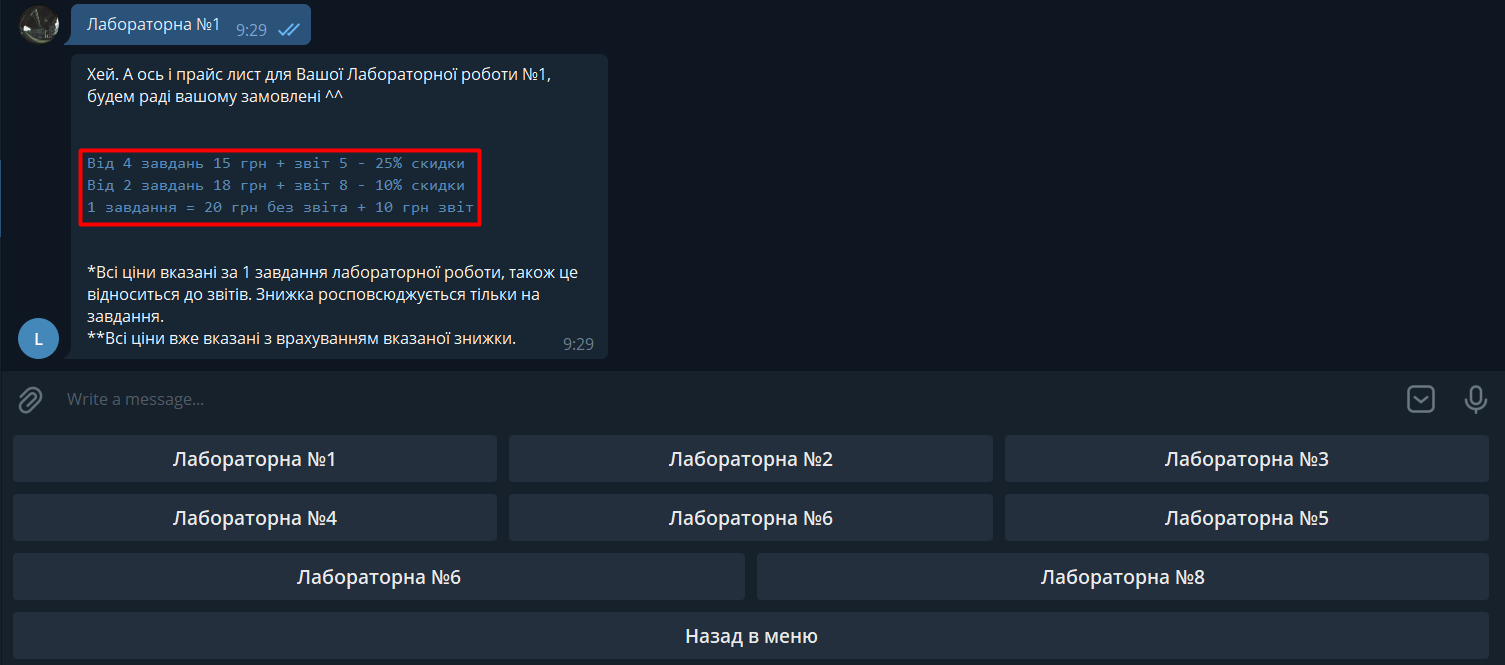 Лабораторна №1 9:29
Хей. А ось і прайс лист для Вашої Лабораторної роботи №1,
будем раді вашому замовлені ^^
Від 4 завдань 15 грн + звіт 5 - 25% скидки
Від 2 завдань 18 грн + звіт 8 - 10% скидки
1 завдання = 20 грн без звіта + 10 грн звіт
*Всі ціни вказані за 1 завдання лабораторної роботи, також це
відноситься до звітів. Знижка росповсюджується тільки на
завдання.
**Всі ціни вже вказані з врахуванням вказаної знижки.
9:29
L
Write a message...
Лабораторна №1 Лабораторна №2 Лабораторна №3
Лабораторна №4 Лабораторна №6 Лабораторна №5
Лабораторна №6 Лабораторна №8
Назад в меню